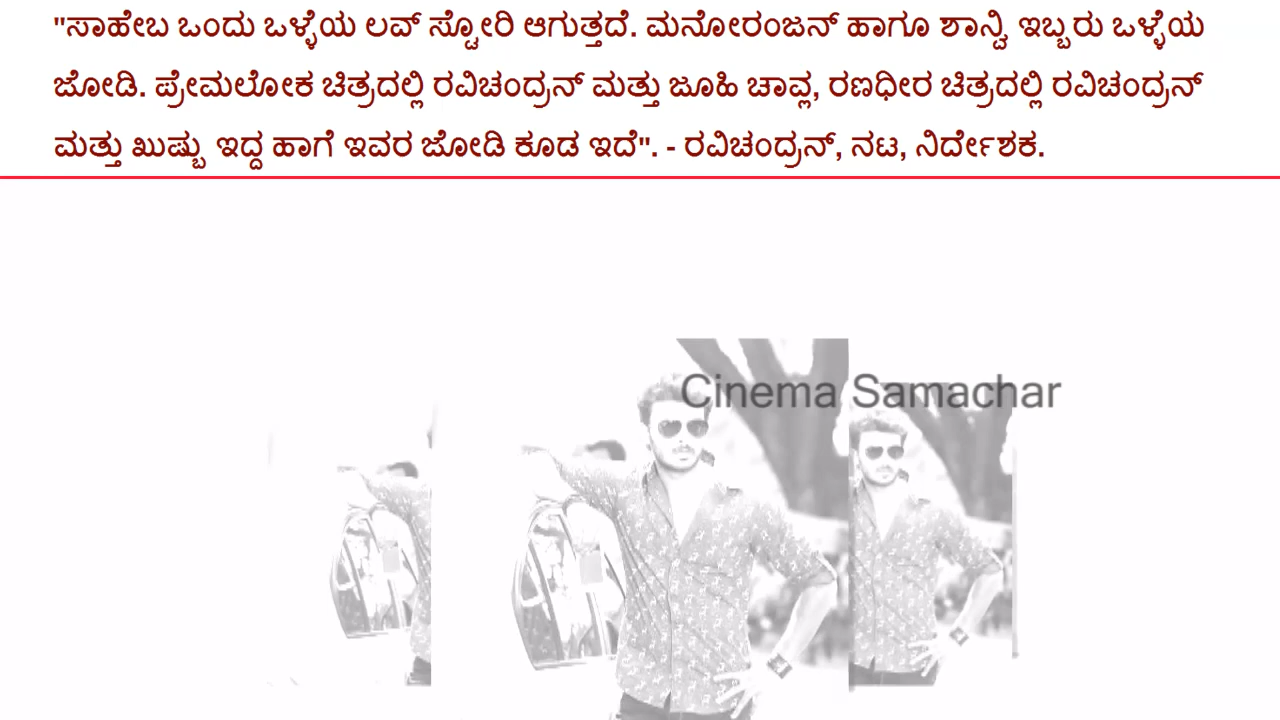 "ಸಾಹೇಬ ಒಂದು ಒಳ್ಳೆಯ ಲವ್ ಸ್ಟೋರಿ ಆಗುತ್ತದೆ. ಮನೋರಂಜನ್ ಹಾಗೂ ಶಾನ್ವಿ ಇಬ್ಬರು ಒಳ್ಳೆಯ
ಜೋಡಿ. ಪ್ರೇಮಲೋಕ ಚಿತ್ರದಲ್ಲಿ ರವಿಚಂದ್ರನ್ ಮತ್ತು ಜೂಹಿ ಚಾವ್ಲ, ರಣಧೀರ ಚಿತ್ರದಲ್ಲಿ ರವಿಚಂದ್ರನ್
ಮತ್ತು ಖುಷ್ಬು ಇದ್ದ ಹಾಗೆ ಇವರ ಜೋಡಿ ಕೂಡ ಇದೆ". - ರವಿಚಂದ್ರನ್, ನಟ, ನಿರ್ದೇಶಕ.
Cinema Samachar